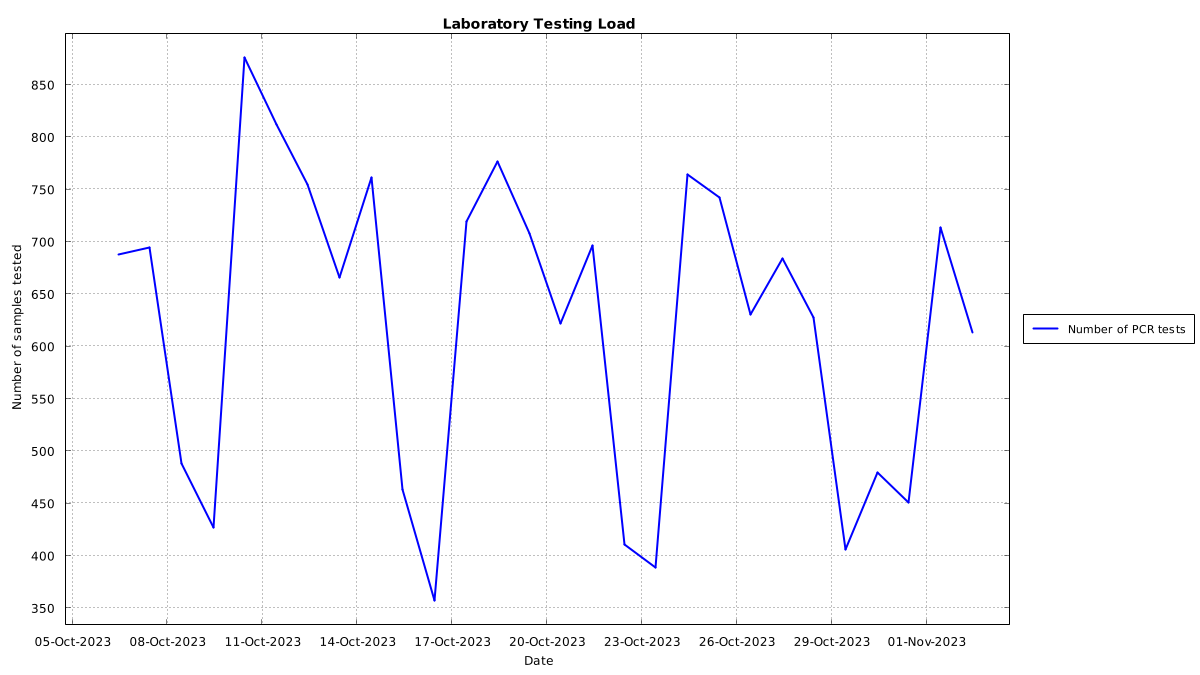 Laboratory Testing Load
Number of samples tested
850
800
750
700
650
600
550
500
450
400
350
05-Oct-2023 08-Oct-2023 11-Oct-2023 14-Oct-2023 17-Oct-2023 20-Oct-2023 23-Oct-2023 26-Oct-2023 29-Oct-2023 01-Nov-2023
Date
Number of PCR tests